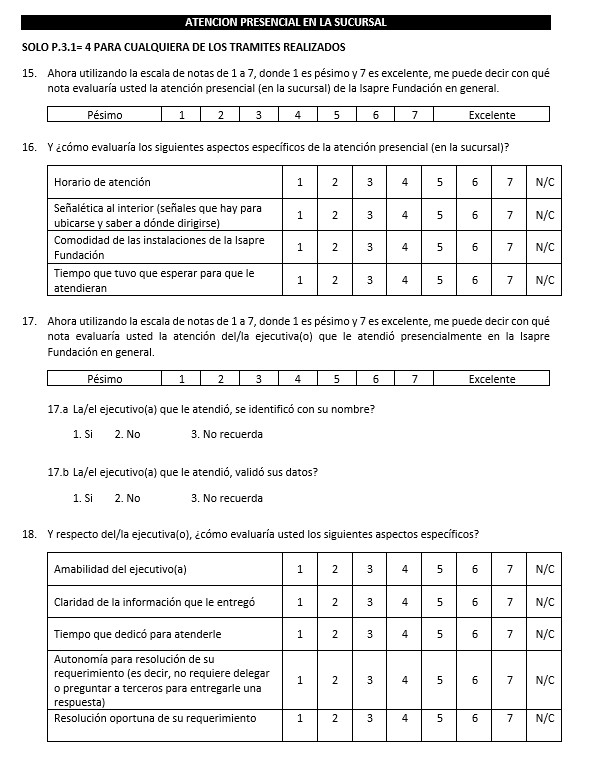 ATENCION PRESENCIAL EN LA SUCURSAL
SOLO P.3.1= 4 PARA CUALQUIERA DE LOS TRAMITES REALIZADOS
15. Ahora utilizando la escala de notas de 1 a 7, donde 1 es pésimo y 7 es excelente, me puede decir con qué
nota evaluaría usted la atención presencial (en la sucursal) de la Isapre Fundación en general.
Pésimo 1 2 3 4 5 6 7 Excelente
16. Y ¿cómo evaluaría los siguientes aspectos específicos de la atención presencial (en la sucursal)?
Horario de atención 1 2 3 4 5 6 7 N/C
Señalética al interior (señales que hay para
ubicarse y saber a dónde dirigirse) 1 2 3 4 5 6 7 N/C
Comodidad de las instalaciones de la Isapre
Fundación 1 2 3 4 5 6 7 N/C
Tiempo que tuvo que esperar para que le
atendieran 1 2 3 4 5 6 7 N/C
17. Ahora utilizando la escala de notas de 1 a 7, donde 1 es pésimo y 7 es excelente, me puede decir con qué
nota evaluaría usted la atención del/la ejecutiva(o) que le atendió presencialmente en la Isapre
Fundación en general.
Pésimo 1 2 3 4 5 6 7 Excelente
17.a La/el ejecutivo(a) que le atendió, se identificó con su nombre?
1. Si 2. No 3. No recuerda
17.b La/el ejecutivo(a) que le atendió, validó sus datos?
1. Si 2. No 3. No recuerda
18. Y respecto del/la ejecutiva(o), ¿cómo evaluaría usted los siguientes aspectos específicos?
Amabilidad del ejecutivo(a) 1 2 3 4 5 6 7 N/C
Claridad de la información que le entregó 1 2 3 4 5 6 7 N/C
Tiempo que dedicó para atenderle 1 2 3 4 5 6 7 N/C
Autonomía para resolución de su
requerimiento (es decir, no requiere delegar
o preguntar a terceros para entregarle una
respuesta) 1 2 3 4 5 6 7 N/C
Resolución oportuna de su requerimiento 1 2 3 4 5 6 7 N/C